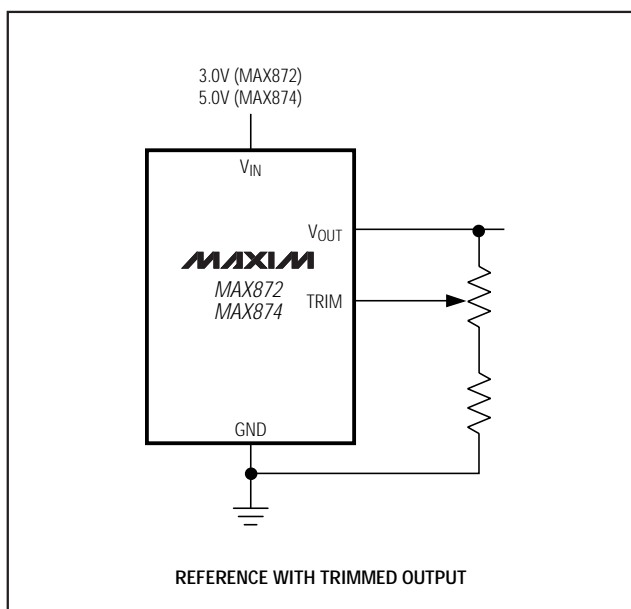 3.0V (MAX872)
5.0V (MAX874)
VIN
VOUT
MAXIM
MAX872
MAX874
TRIM
GND
REFERENCE WITH TRIMMED OUTPUT